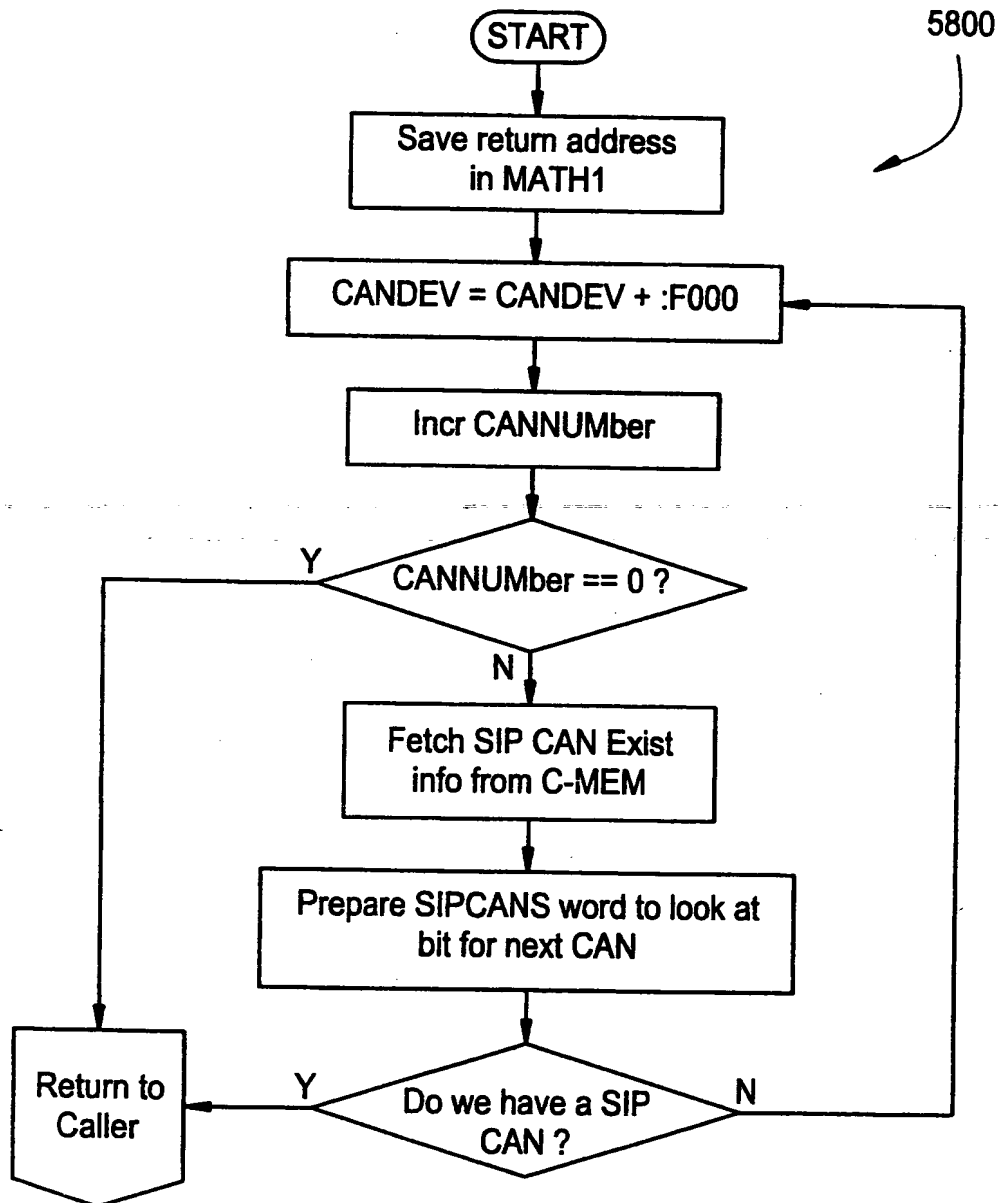 5800
START
Save return address
in MATH1
CANDEV = CANDEV + :F000
Incr CANNUMber
Y
CANNUMber == 0 ?
N
Fetch SIP CAN Exist
info from C-MEM
Prepare SIPCANS word to look at
bit for next CAN
Return to
Caller
Y
Do we have a SIP
CAN ?
N